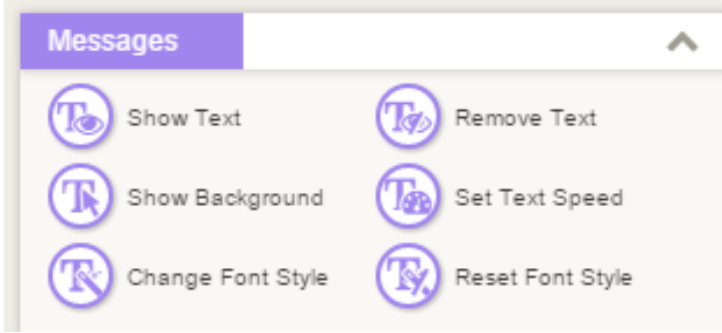 Messages
Show Text
Remove Text
Show Background
Set Text Speed
Change Font Style
Reset Font Style